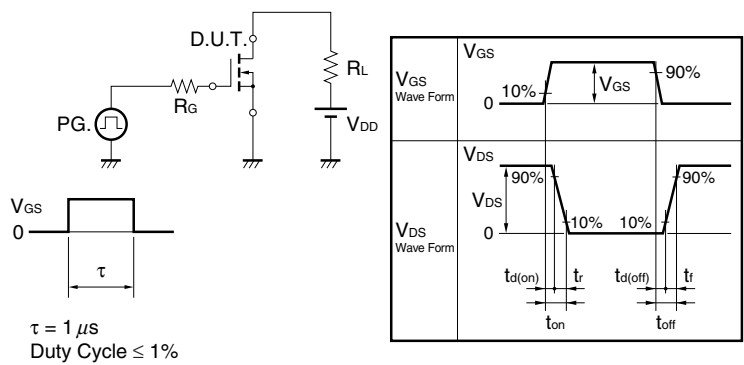 D.U.T.
RL
RG
PG.
VDD
VGS
0
τ
τ = 1 μs
Duty Cycle ≤ 1%
VGS
Wave Form
VGS
10%
VGS
90%
0
VDS
Wave Form
VDS
90%
90%
VDS
10%
10%
0
td(on)
tr
td(off)
tf
ton
toff